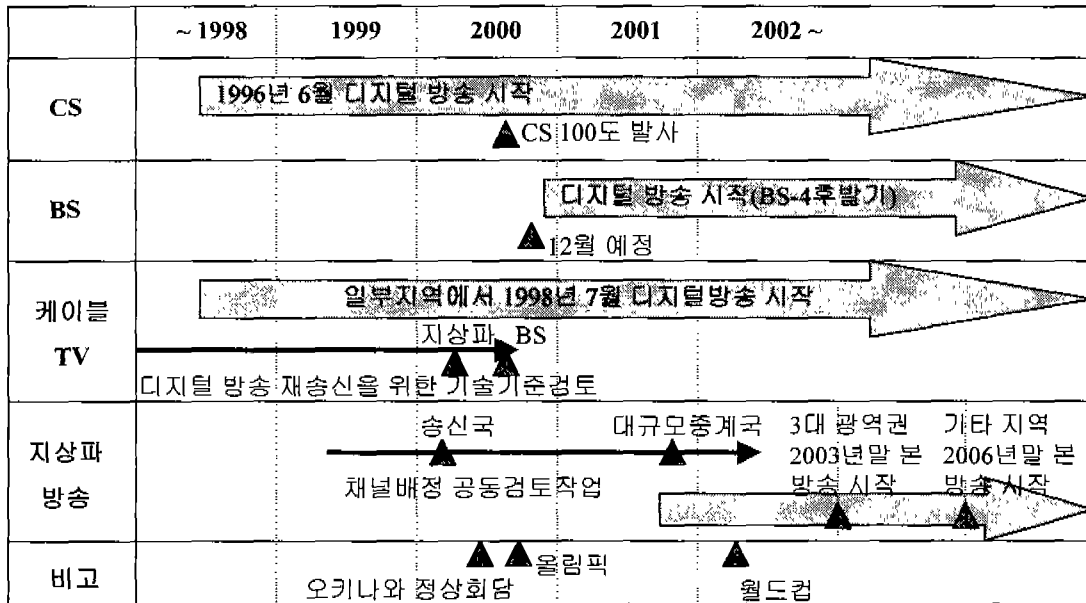 ~ 1998 1999 2000 2001 2002 ~
CS
1996년 6월 디지털 방송 시작
CS 100도 발사
BS
디지털 방송 시작(BS-4후발기)
12월 예정
케이블
TV
일부지역에서 1998년 7월 디지털방송 시작
지상파 BS
디지털 방송 재송신을 위한 기술기준검토
지상파
방송
송신국
대규모중계국
채널배정 공동검토작업
3대 광역권
2003년말 본
방송 시작
기타 지역
2006년말 본
방송 시작
비고
오키나와 정상회담
올림픽
월드컵